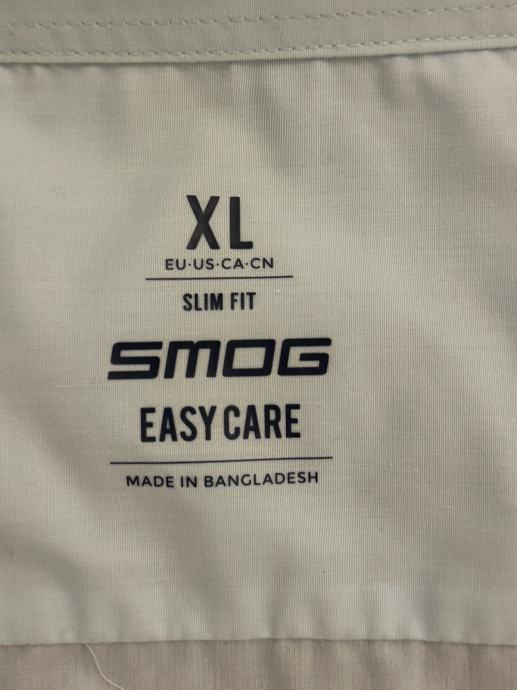 XL
EU·US·CA·CN
SLIM FIT
SMOG
EASY CARE
MADE IN BANGLADESH